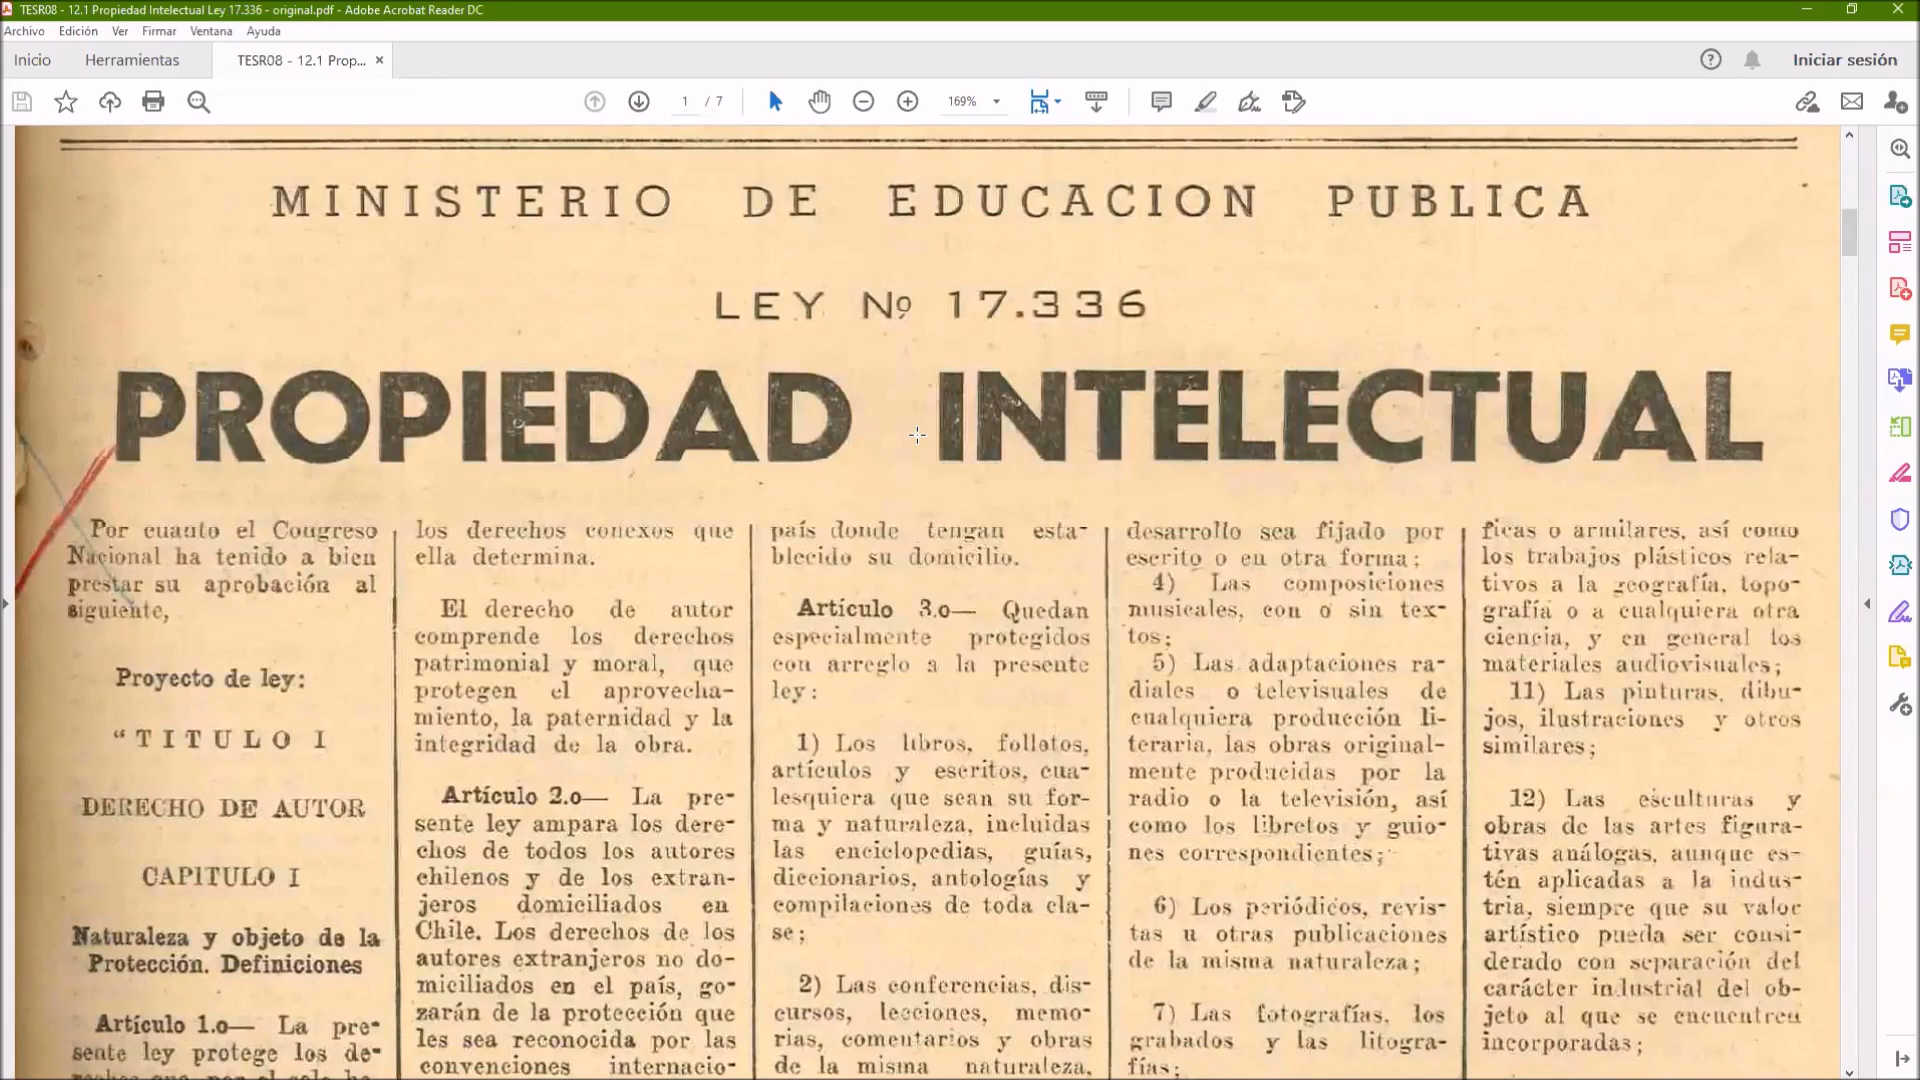 TESR08 - 12.1 Propiedad Intelectual Ley 17.336 - original.pdf - Adobe Acrobat Reader DC
Archivo Edición Ver Firmar Ventana Ayuda
Inicio Herramientas TESR08 - 12.1 Prop... × Iniciar sesión
1 / 7 169%
MINISTERIO DE EDUCACION PUBLICA
LEY Nº 17.336
PROPIEDAD INTELECTUAL
Por cuanto el Congreso
Nacional ha tenido a bien
prestar su aprobación al
siguiente,
Proyecto de ley:
“TITULO I
DERECHO DE AUTOR
CAPITULO I
Naturaleza y objeto de la
Protección. Definiciones
Artículo 1.o— La pre-
sente ley protege los de-
los derechos conexos que
ella determina.
El derecho de autor
comprende los derechos
patrimonial y moral, que
protegen el aprovecha-
miento, la paternidad y la
integridad de la obra.
Artículo 2.o— La pre-
sente ley ampara los dere-
chos de todos los autores
chilenos y de los extran-
jeros domiciliados en
Chile. Los derechos de los
autores extranjeros no do-
miciliados en el país, go-
zarán de la protección que
les sea reconocida por las
convenciones internacio-
país donde tengan esta-
blecido su domicilio.
Artículo 3.o— Quedan
especialmente protegidos
con arreglo a la presente
ley:
1) Los libros, folletos,
artículos y escritos, cua-
lesquiera que sean su for-
ma y naturaleza, incluidas
las enciclopedias, guías,
diccionarios, antologías y
compilaciones de toda cla-
se;
2) Las conferencias, dis-
cursos, lecciones, memo-
rias, comentarios y obras
de la misma naturaleza,
desarrollo sea fijado por
escrito o en otra forma;
4) Las composiciones
musicales, con o sin tex-
tos;
5) Las adaptaciones ra-
diales o televisuales de
cualquiera producción li-
teraria, las obras original-
mente producidas por la
radio o la televisión, así
como los libretos y guio-
nes correspondientes;
6) Los periódicos, revis-
tas u otras publicaciones
de la misma naturaleza;
7) Las fotografías, los
grabados y las litogra-
fías;
ficas o armilares, así como
los trabajos plásticos rela-
tivos a la geografía, topo-
grafía o a cualquiera otra
ciencia, y en general los
materiales audiovisuales;
11) Las pinturas, dibu-
jos, ilustraciones y otros
similares;
12) Las esculturas y
obras de las artes figura-
tivas análogas, aunque es-
tén aplicadas a la indus-
tria, siempre que su valor
artístico pueda ser consi-
derado con separación del
carácter industrial del ob-
jeto al que se encuentren
incorporadas;